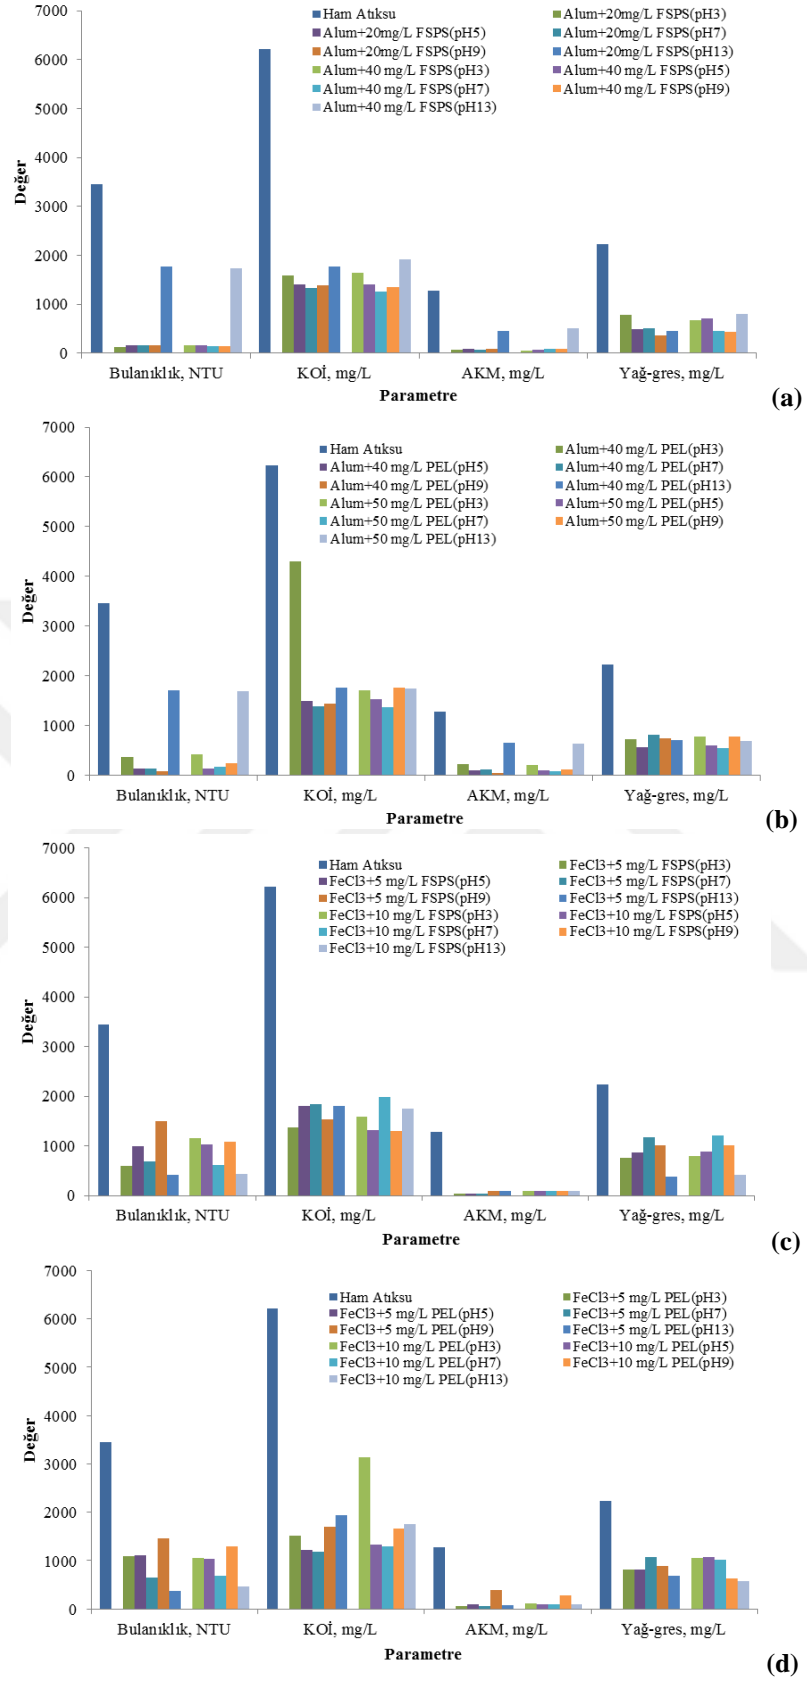 7000
6000
5000
4000
3000
2000
1000
0
Değer
Ham Atıksu
Alum+20mg/L FSPS(pH3)
Alum+20mg/L FSPS(pH5)
Alum+20mg/L FSPS(pH7)
Alum+20mg/L FSPS(pH9)
Alum+20mg/L FSPS(pH13)
Alum+40 mg/L FSPS(pH3)
Alum+40 mg/L FSPS(pH5)
Alum+40 mg/L FSPS(pH7)
Alum+40 mg/L FSPS(pH9)
Alum+40 mg/L FSPS(pH13)
Bulanıklık, NTU
KOİ, mg/L
AKM, mg/L
Yağ-gres, mg/L
Parametre
(a)
7000
6000
5000
4000
3000
2000
1000
0
Değer
Ham Atıksu
Alum+40 mg/L PEL(pH3)
Alum+40 mg/L PEL(pH5)
Alum+40 mg/L PEL(pH7)
Alum+40 mg/L PEL(pH9)
Alum+40 mg/L PEL(pH13)
Alum+50 mg/L PEL(pH3)
Alum+50 mg/L PEL(pH5)
Alum+50 mg/L PEL(pH7)
Alum+50 mg/L PEL(pH9)
Alum+50 mg/L PEL(pH13)
Bulanıklık, NTU
KOİ, mg/L
AKM, mg/L
Yağ-gres, mg/L
Parametre
(b)
7000
6000
5000
4000
3000
2000
1000
0
Değer
Ham Atıksu
FeCl3+5 mg/L FSPS(pH3)
FeCl3+5 mg/L FSPS(pH5)
FeCl3+5 mg/L FSPS(pH7)
FeCl3+5 mg/L FSPS(pH9)
FeCl3+5 mg/L FSPS(pH13)
FeCl3+10 mg/L FSPS(pH3)
FeCl3+10 mg/L FSPS(pH5)
FeCl3+10 mg/L FSPS(pH7)
FeCl3+10 mg/L FSPS(pH9)
FeCl3+10 mg/L FSPS(pH13)
Bulanıklık, NTU
KOİ, mg/L
AKM, mg/L
Yağ-gres, mg/L
Parametre
(c)
7000
6000
5000
4000
3000
2000
1000
0
Değer
Ham Atıksu
FeCl3+5 mg/L PEL(pH3)
FeCl3+5 mg/L PEL(pH5)
FeCl3+5 mg/L PEL(pH7)
FeCl3+5 mg/L PEL(pH9)
FeCl3+5 mg/L PEL(pH13)
FeCl3+10 mg/L PEL(pH3)
FeCl3+10 mg/L PEL(pH5)
FeCl3+10 mg/L PEL(pH7)
FeCl3+10 mg/L PEL(pH9)
FeCl3+10 mg/L PEL(pH13)
Bulanıklık, NTU
KOİ, mg/L
AKM, mg/L
Yağ-gres, mg/L
Parametre
(d)